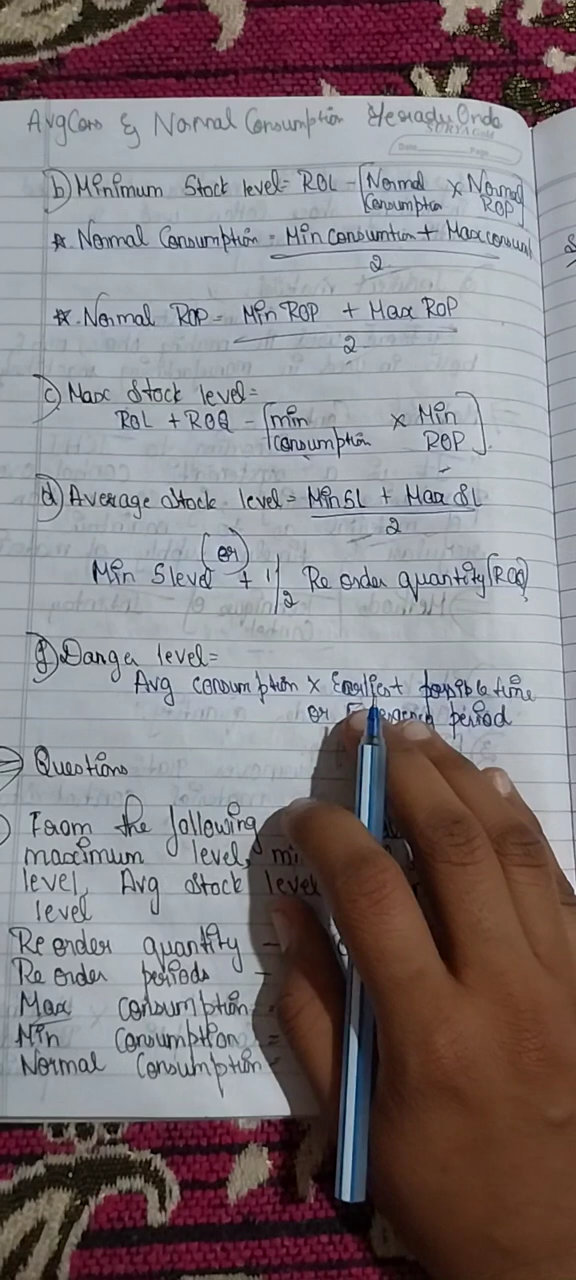 Avg Cons & Normal Consumption
b) Minimum Stock level = ROL - [Normal Consumption × Normal ROP]
* Normal Consumption = Min consumtion + Max consum
2
* Normal ROP = Min ROP + Max ROP
2
c) Max Stock level =
ROL + ROQ - [min Consumption × Min ROP]
d) Average Stock level = Min SL + Max SL
2
(or)
Min S level + 1/2 Re order quantity (ROQ)
Danger level =
Avg consumption × Earliest possible time
or period
Questions
From the following
maximum level, mi
level, Avg stock level
level
Re order quantity -
Re order periods -
Max Consumption
Min Consumption =
Normal Consumption